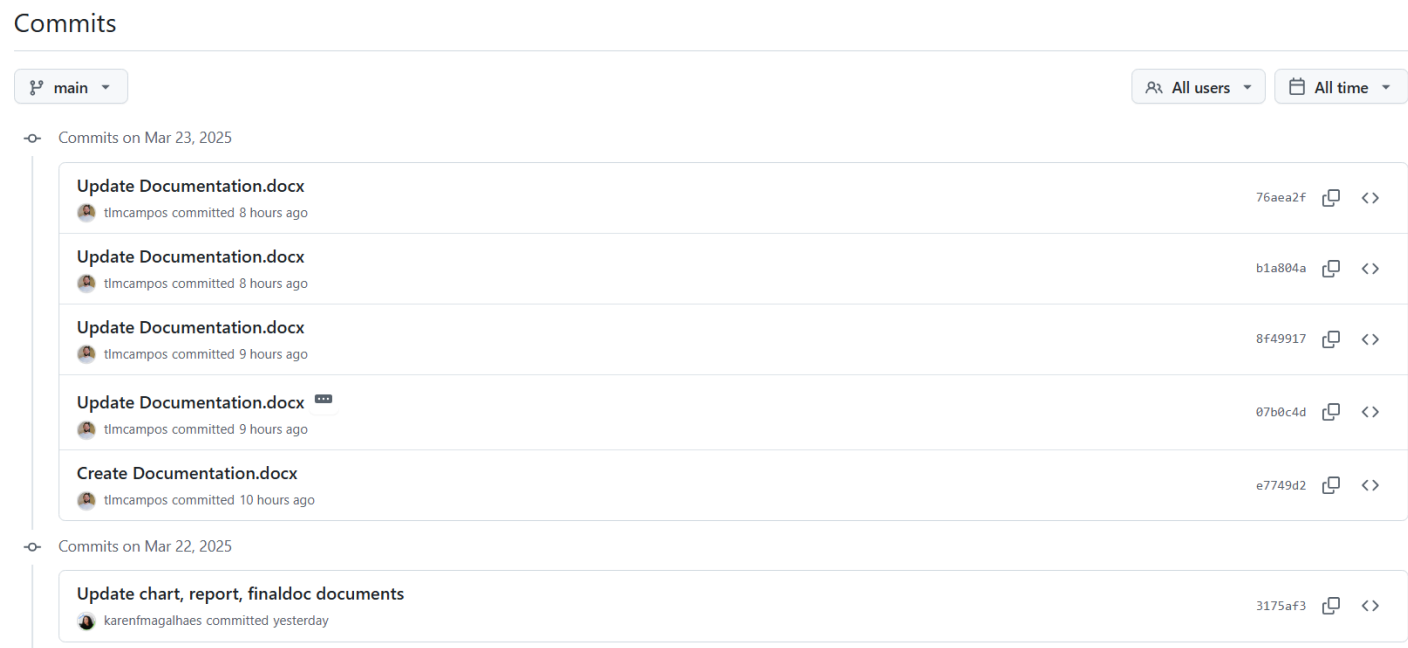 Commits
main
All users
All time
Commits on Mar 23, 2025
Update Documentation.docx
tlmcampos committed 8 hours ago
76aea2f
Update Documentation.docx
tlmcampos committed 8 hours ago
b1a804a
Update Documentation.docx
tlmcampos committed 9 hours ago
8f49917
Update Documentation.docx
tlmcampos committed 9 hours ago
07b0c4d
Create Documentation.docx
tlmcampos committed 10 hours ago
e7749d2
Commits on Mar 22, 2025
Update chart, report, finaldoc documents
karenfmagalhaes committed yesterday
3175af3